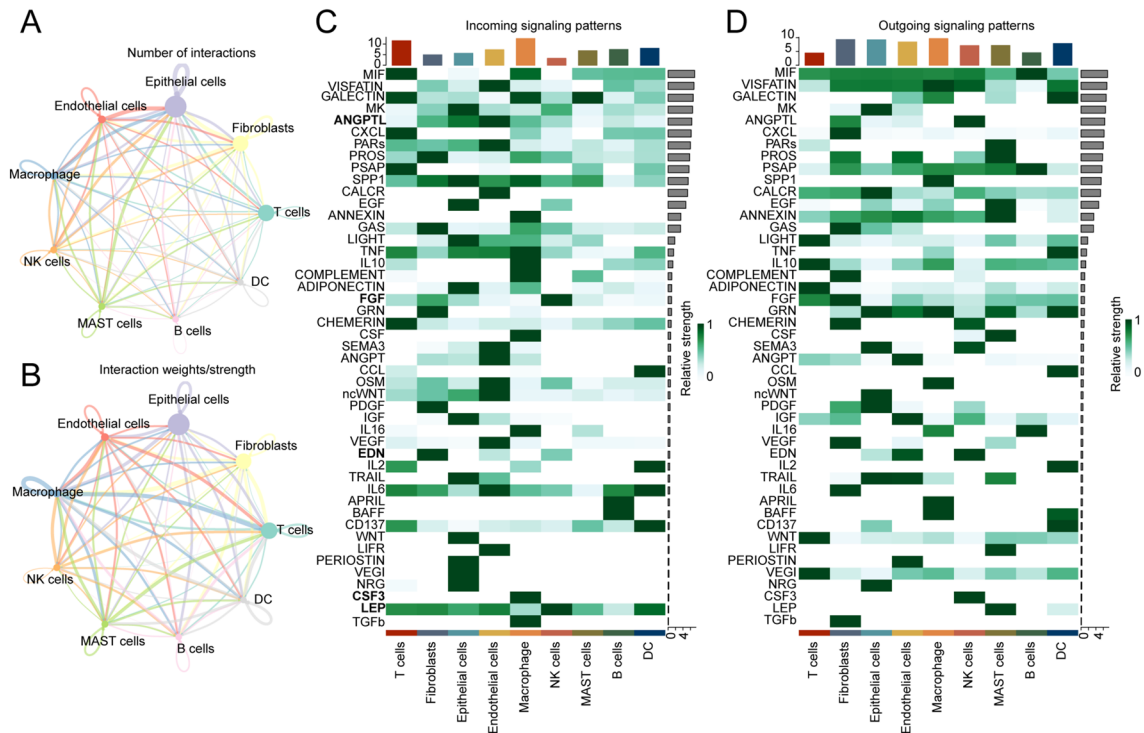 A
Number of interactions
Epithelial cells
Endothelial cells
Fibroblasts
Macrophage
T cells
NK cells
DC
MAST cells
B cells
B
Interaction weights/strength
Epithelial cells
Endothelial cells
Fibroblasts
Macrophage
T cells
NK cells
DC
MAST cells
B cells
C
Incoming signaling patterns
10
5
0
MIF
VISFATIN
GALECTIN
MK
ANGPTL
CXCL
PARs
PROS
PSAP
SPP1
CALCR
EGF
ANNEXIN
GAS
LIGHT
TNF
IL10
COMPLEMENT
ADIPONECTIN
FGF
GRN
CHEMERIN
CSF
SEMA3
ANGPT
CCL
OSM
ncWNT
PDGF
IGF
IL16
VEGF
EDN
IL2
TRAIL
IL6
APRIL
BAFF
CD137
WNT
LIFR
PERIOSTIN
VEGI
NRG
CSF3
LEP
TGFb
T cells
Fibroblasts
Epithelial cells
Endothelial cells
Macrophage
NK cells
MAST cells
B cells
DC
0
4
Relative strength
1
0
D
Outgoing signaling patterns
10
5
0
MIF
VISFATIN
GALECTIN
MK
ANGPTL
CXCL
PARs
PROS
PSAP
SPP1
CALCR
EGF
ANNEXIN
GAS
LIGHT
TNF
IL10
COMPLEMENT
ADIPONECTIN
FGF
GRN
CHEMERIN
CSF
SEMA3
ANGPT
CCL
OSM
ncWNT
PDGF
IGF
IL16
VEGF
EDN
IL2
TRAIL
IL6
APRIL
BAFF
CD137
WNT
LIFR
PERIOSTIN
VEGI
NRG
CSF3
LEP
TGFb
T cells
Fibroblasts
Epithelial cells
Endothelial cells
Macrophage
NK cells
MAST cells
B cells
DC
0
4
Relative strength
1
0